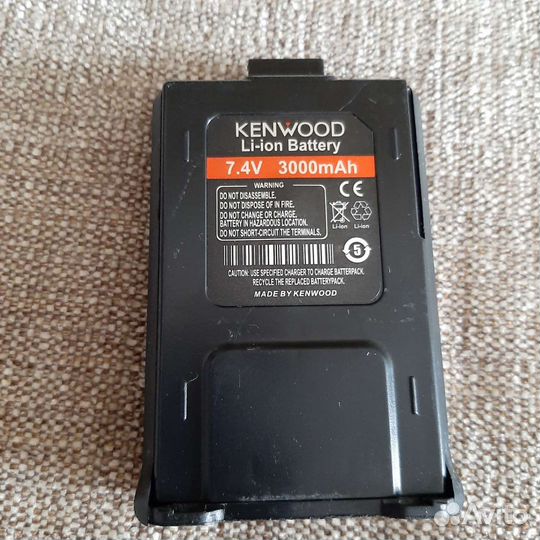 KENWOOD
Li-ion Battery
7.4V 3000mAh
WARNING
DO NOT DISASSEMBLE.
DO NOT DISPOSE OF IN FIRE.
DO NOT CHANGE OR CHARGE,
BATTERY IN HAZARDOUS LOCATION.
DO NOT SHORT-CIRCUIT THE TERMINALS.
CE
Li-ion Li-ion
5
CAUTION: USE SPECIFIED CHARGER TO CHARGE BATTERPACK.
RECYCLE THE REPLACED BATTERYPACK.
MADE BY KENWOOD
Avito